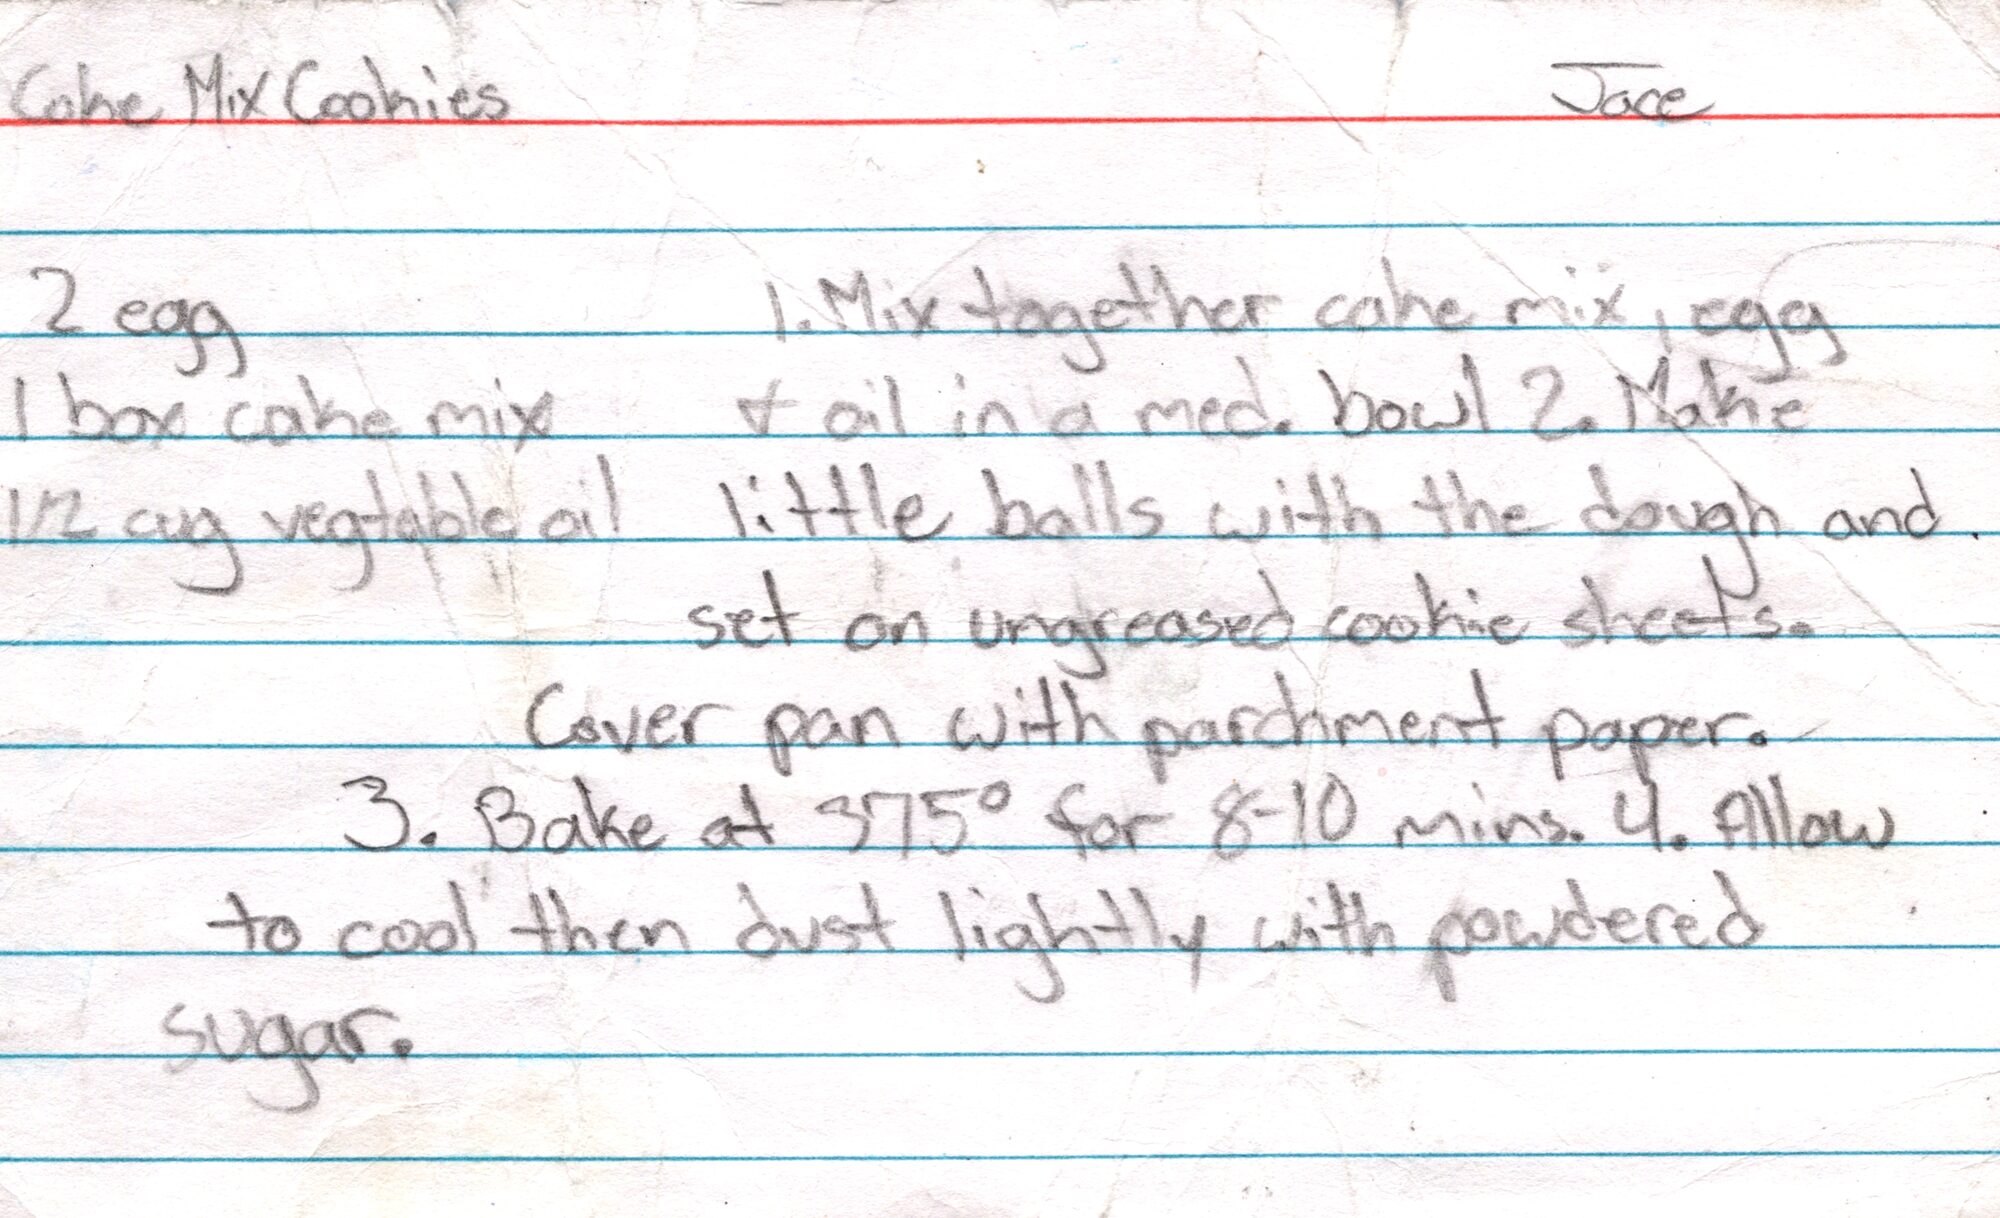 Cake Mix Cookies Jace
2 egg 1. Mix together cake mix, egg
1 box cake mix & oil in a med. bowl 2. Make
1/2 cug vegtable oil little balls with the dough and
set on ungreased cookie sheets.
Cover pan with parchment paper.
3. Bake at 375° for 8-10 mins. 4. Allow
to cool then dust lightly with powdered
sugar.